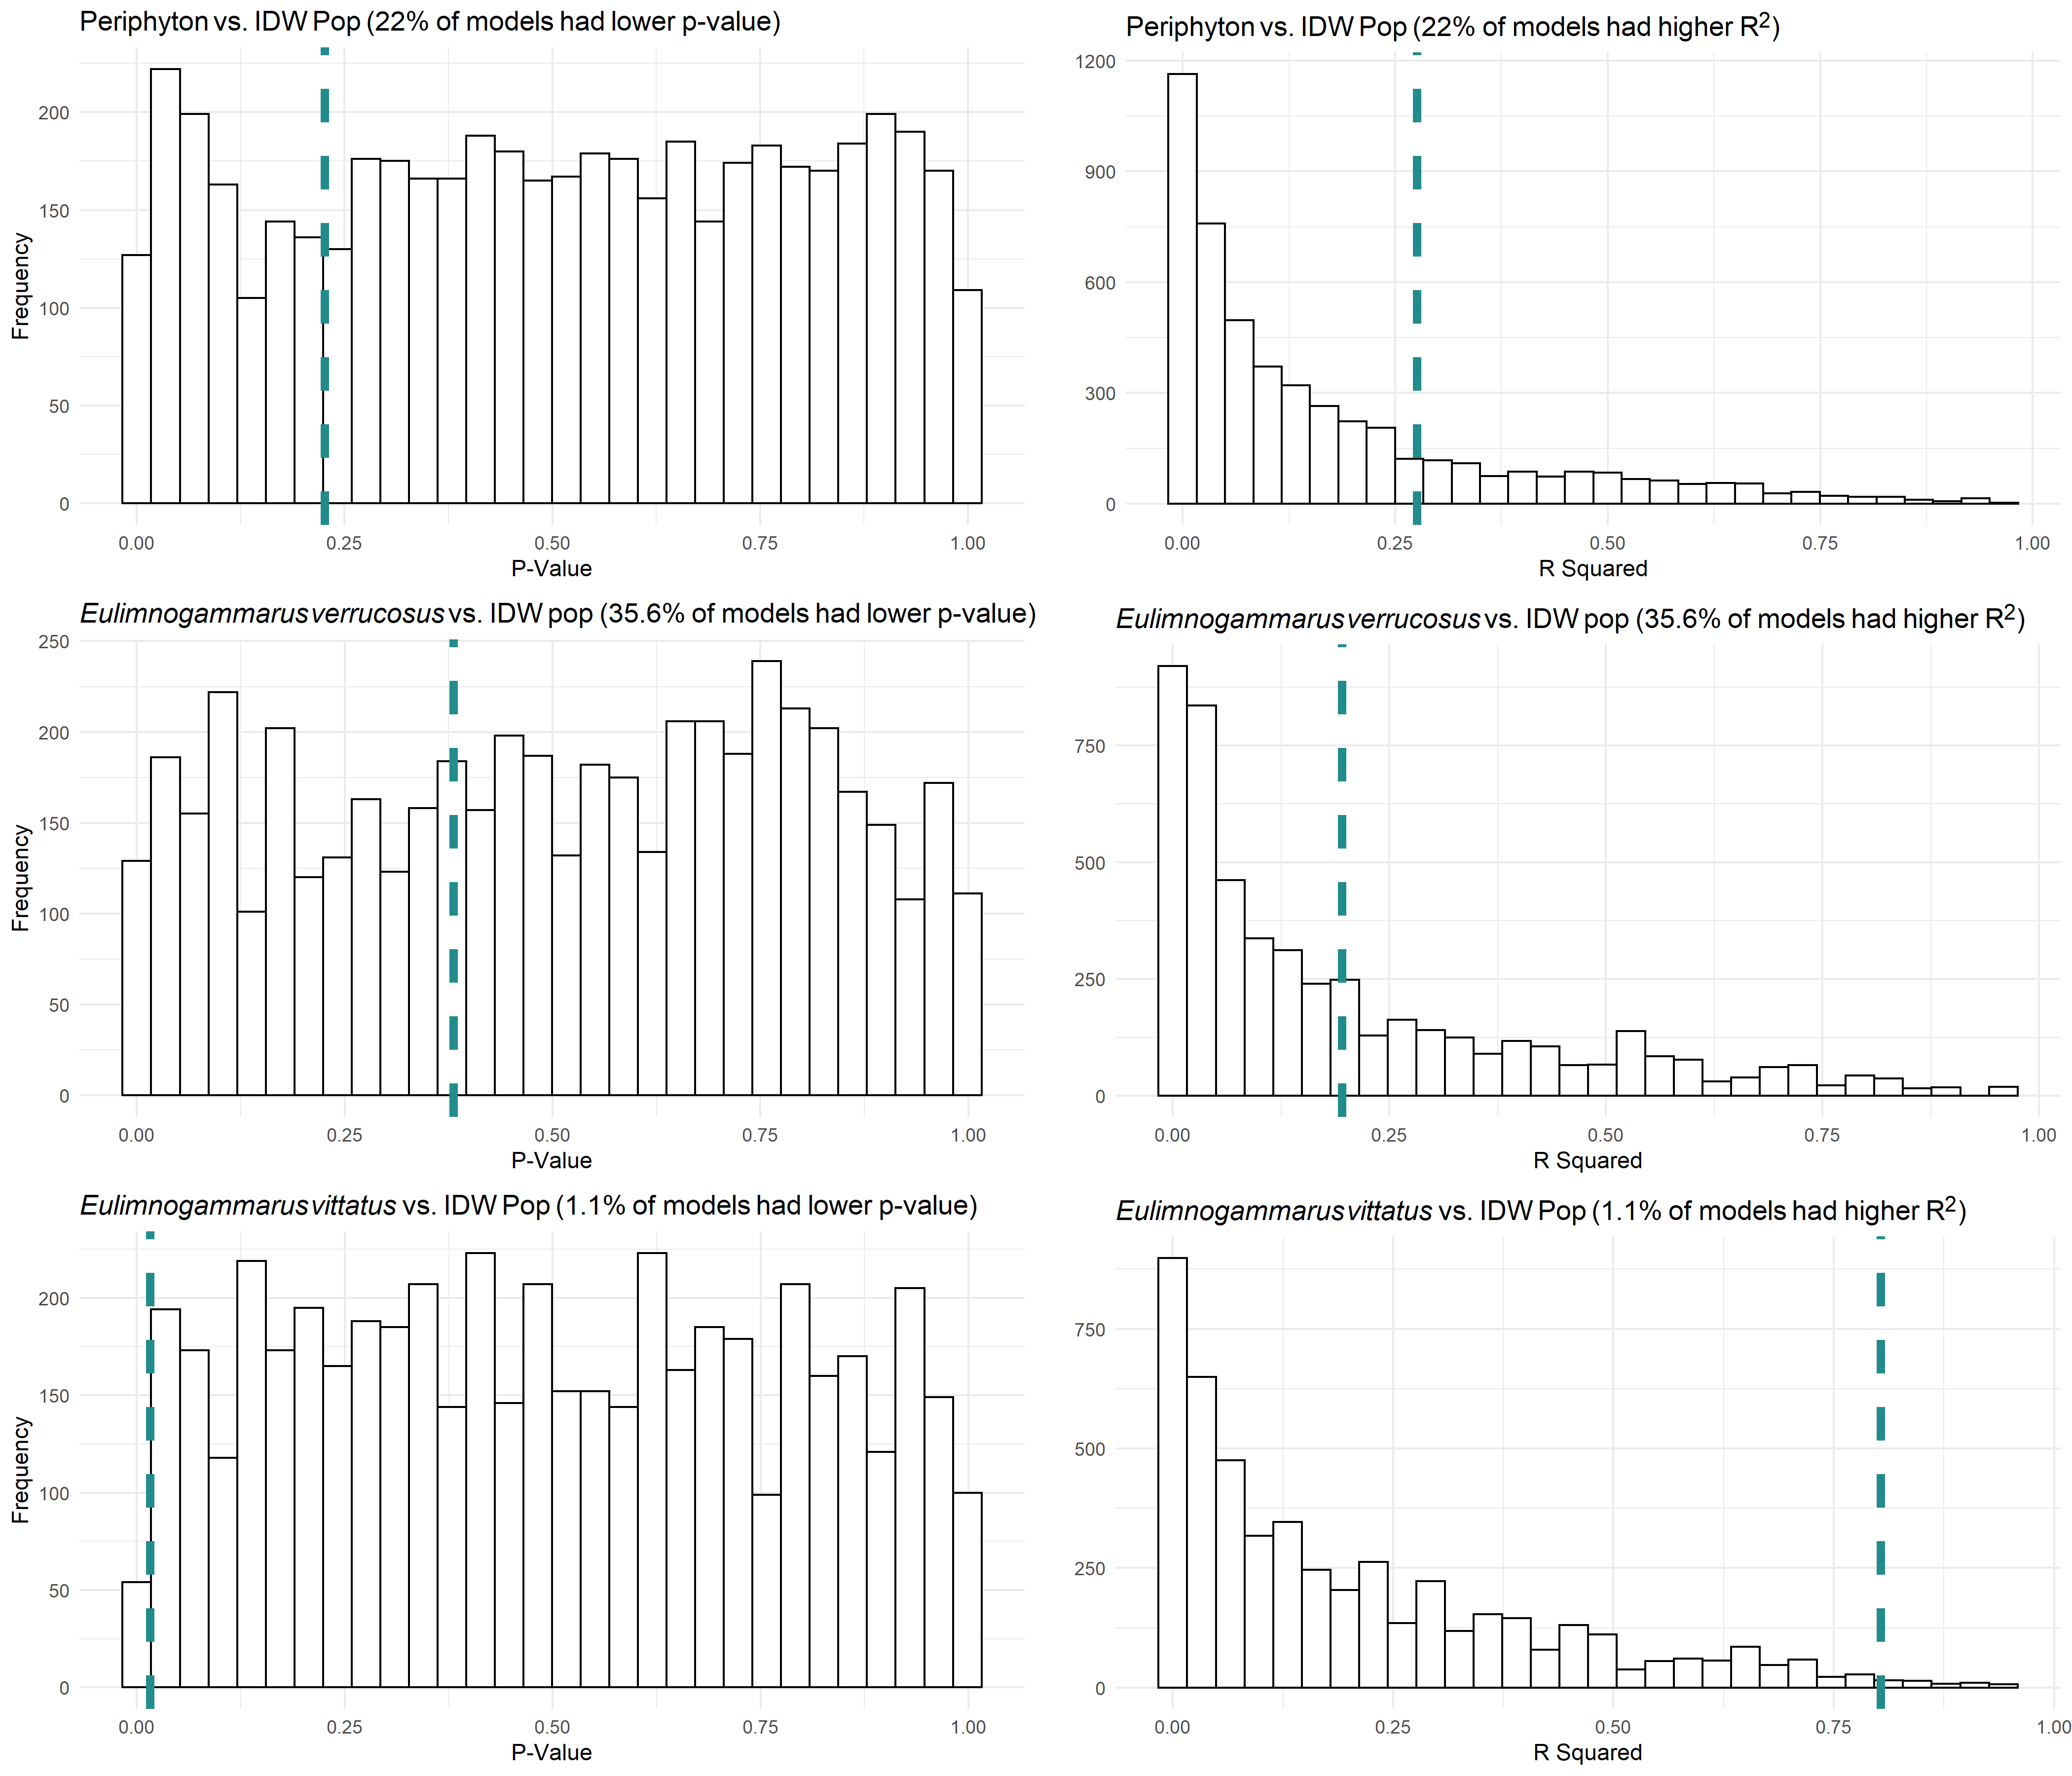 Periphyton vs. IDW Pop (22% of models had lower p-value)
Frequency
200
150
100
50
0
0.00 0.25 0.50 0.75 1.00
P-Value
Periphyton vs. IDW Pop (22% of models had higher R²)
1200
900
600
300
0
0.00 0.25 0.50 0.75 1.00
R Squared
Eulimnogammarus verrucosus vs. IDW pop (35.6% of models had lower p-value)
Frequency
250
200
150
100
50
0
0.00 0.25 0.50 0.75 1.00
P-Value
Eulimnogammarus verrucosus vs. IDW pop (35.6% of models had higher R²)
750
500
250
0
0.00 0.25 0.50 0.75 1.00
R Squared
Eulimnogammarus vittatus vs. IDW Pop (1.1% of models had lower p-value)
Frequency
200
150
100
50
0
0.00 0.25 0.50 0.75 1.00
P-Value
Eulimnogammarus vittatus vs. IDW Pop (1.1% of models had higher R²)
750
500
250
0
0.00 0.25 0.50 0.75 1.00
R Squared